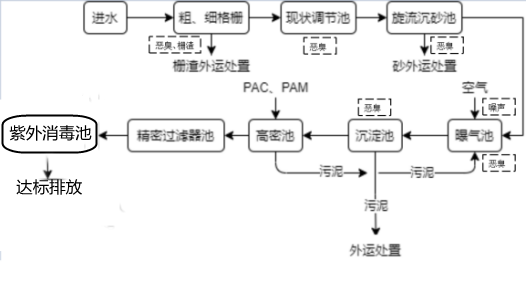 进水
粗、细格栅
现状调节池
旋流沉砂池
恶臭、栅渣
恶臭
恶臭
栅渣外运处置
砂外运处置
PAC、PAM
空气
恶臭
噪声
紫外消毒池
精密过滤器池
高密池
沉淀池
曝气池
恶臭
污泥
污泥
达标排放
污泥
外运处置